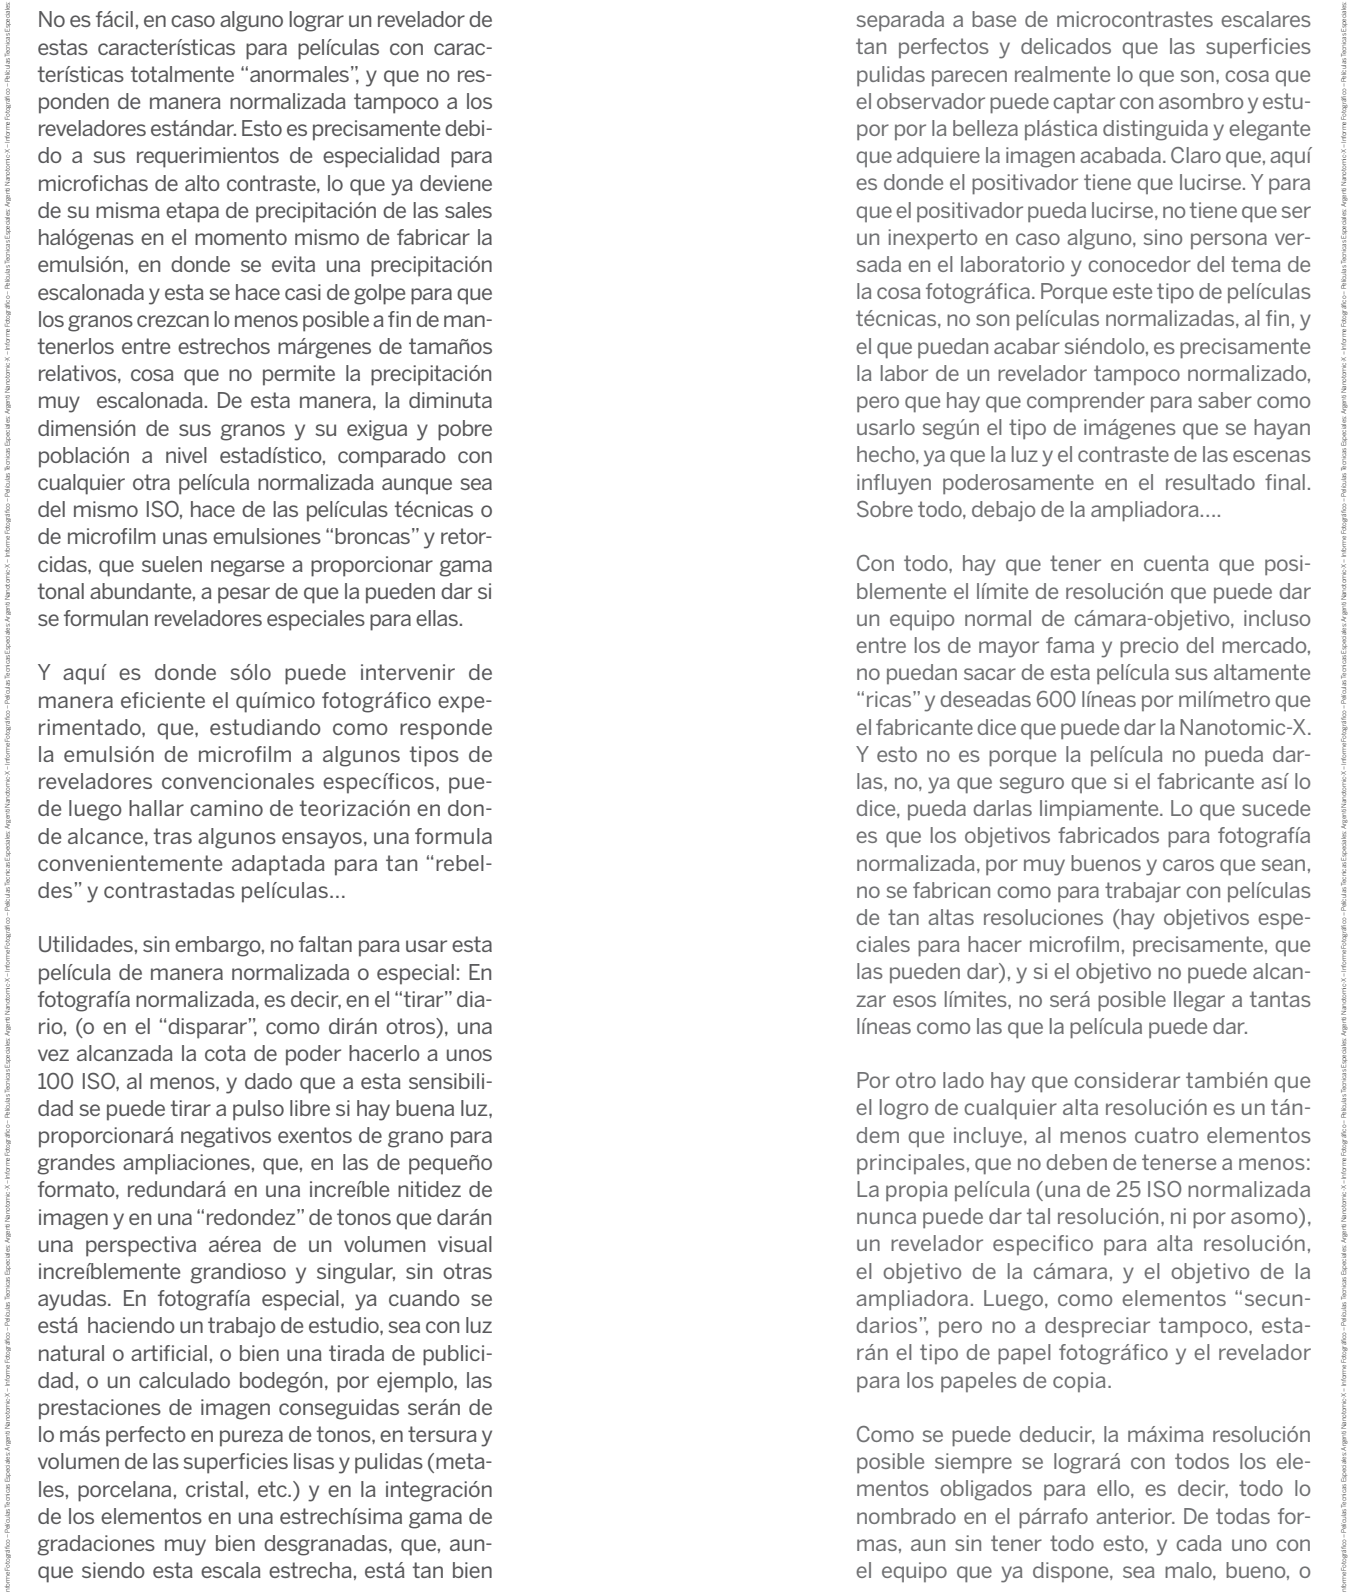 No es fácil, en caso alguno lograr un revelador de
estas características para películas con carac-
terísticas totalmente “anormales”, y que no res-
ponden de manera normalizada tampoco a los
reveladores estándar. Esto es precisamente debi-
do a sus requerimientos de especialidad para
microfichas de alto contraste, lo que ya deviene
de su misma etapa de precipitación de las sales
halógenas en el momento mismo de fabricar la
emulsión, en donde se evita una precipitación
escalonada y esta se hace casi de golpe para que
los granos crezcan lo menos posible a fin de man-
tenerlos entre estrechos márgenes de tamaños
relativos, cosa que no permite la precipitación
muy escalonada. De esta manera, la diminuta
dimensión de sus granos y su exigua y pobre
población a nivel estadístico, comparado con
cualquier otra película normalizada aunque sea
del mismo ISO, hace de las películas técnicas o
de microfilm unas emulsiones “broncas” y retor-
cidas, que suelen negarse a proporcionar gama
tonal abundante, a pesar de que la pueden dar si
se formulan reveladores especiales para ellas.
Y aquí es donde sólo puede intervenir de
manera eficiente el químico fotográfico expe-
rimentado, que, estudiando como responde
la emulsión de microfilm a algunos tipos de
reveladores convencionales específicos, pue-
de luego hallar camino de teorización en don-
de alcance, tras algunos ensayos, una formula
convenientemente adaptada para tan “rebel-
des” y contrastadas películas...
Utilidades, sin embargo, no faltan para usar esta
película de manera normalizada o especial: En
fotografía normalizada, es decir, en el “tirar” dia-
rio, (o en el “disparar”, como dirán otros), una
vez alcanzada la cota de poder hacerlo a unos
100 ISO, al menos, y dado que a esta sensibili-
dad se puede tirar a pulso libre si hay buena luz,
proporcionará negativos exentos de grano para
grandes ampliaciones, que, en las de pequeño
formato, redundará en una increíble nitidez de
imagen y en una “redondez” de tonos que darán
una perspectiva aérea de un volumen visual
increíblemente grandioso y singular, sin otras
ayudas. En fotografía especial, ya cuando se
está haciendo un trabajo de estudio, sea con luz
natural o artificial, o bien una tirada de publici-
dad, o un calculado bodegón, por ejemplo, las
prestaciones de imagen conseguidas serán de
lo más perfecto en pureza de tonos, en tersura y
volumen de las superficies lisas y pulidas (meta-
les, porcelana, cristal, etc.) y en la integración
de los elementos en una estrechísima gama de
gradaciones muy bien desgranadas, que, aun-
que siendo esta escala estrecha, está tan bien
separada a base de microcontrastes escalares
tan perfectos y delicados que las superficies
pulidas parecen realmente lo que son, cosa que
el observador puede captar con asombro y estu-
por por la belleza plástica distinguida y elegante
que adquiere la imagen acabada. Claro que, aquí
es donde el positivador tiene que lucirse. Y para
que el positivador pueda lucirse, no tiene que ser
un inexperto en caso alguno, sino persona ver-
sada en el laboratorio y conocedor del tema de
la cosa fotográfica. Porque este tipo de películas
técnicas, no son películas normalizadas, al fin, y
el que puedan acabar siéndolo, es precisamente
la labor de un revelador tampoco normalizado,
pero que hay que comprender para saber como
usarlo según el tipo de imágenes que se hayan
hecho, ya que la luz y el contraste de las escenas
influyen poderosamente en el resultado final.
Sobre todo, debajo de la ampliadora....
Con todo, hay que tener en cuenta que posi-
blemente el límite de resolución que puede dar
un equipo normal de cámara-objetivo, incluso
entre los de mayor fama y precio del mercado,
no puedan sacar de esta película sus altamente
“ricas” y deseadas 600 líneas por milímetro que
el fabricante dice que puede dar la Nanotomic-X.
Y esto no es porque la película no pueda dar-
las, no, ya que seguro que si el fabricante así lo
dice, pueda darlas limpiamente. Lo que sucede
es que los objetivos fabricados para fotografía
normalizada, por muy buenos y caros que sean,
no se fabrican como para trabajar con películas
de tan altas resoluciones (hay objetivos espe-
ciales para hacer microfilm, precisamente, que
las pueden dar), y si el objetivo no puede alcan-
zar esos límites, no será posible llegar a tantas
líneas como las que la película puede dar.
Por otro lado hay que considerar también que
el logro de cualquier alta resolución es un tán-
dem que incluye, al menos cuatro elementos
principales, que no deben de tenerse a menos:
La propia película (una de 25 ISO normalizada
nunca puede dar tal resolución, ni por asomo),
un revelador especifico para alta resolución,
el objetivo de la cámara, y el objetivo de la
ampliadora. Luego, como elementos “secun-
darios”, pero no a despreciar tampoco, esta-
rán el tipo de papel fotográfico y el revelador
para los papeles de copia.
Como se puede deducir, la máxima resolución
posible siempre se logrará con todos los ele-
mentos obligados para ello, es decir, todo lo
nombrado en el párrafo anterior. De todas for-
mas, aun sin tener todo esto, y cada uno con
el equipo que ya dispone, sea malo, bueno, o